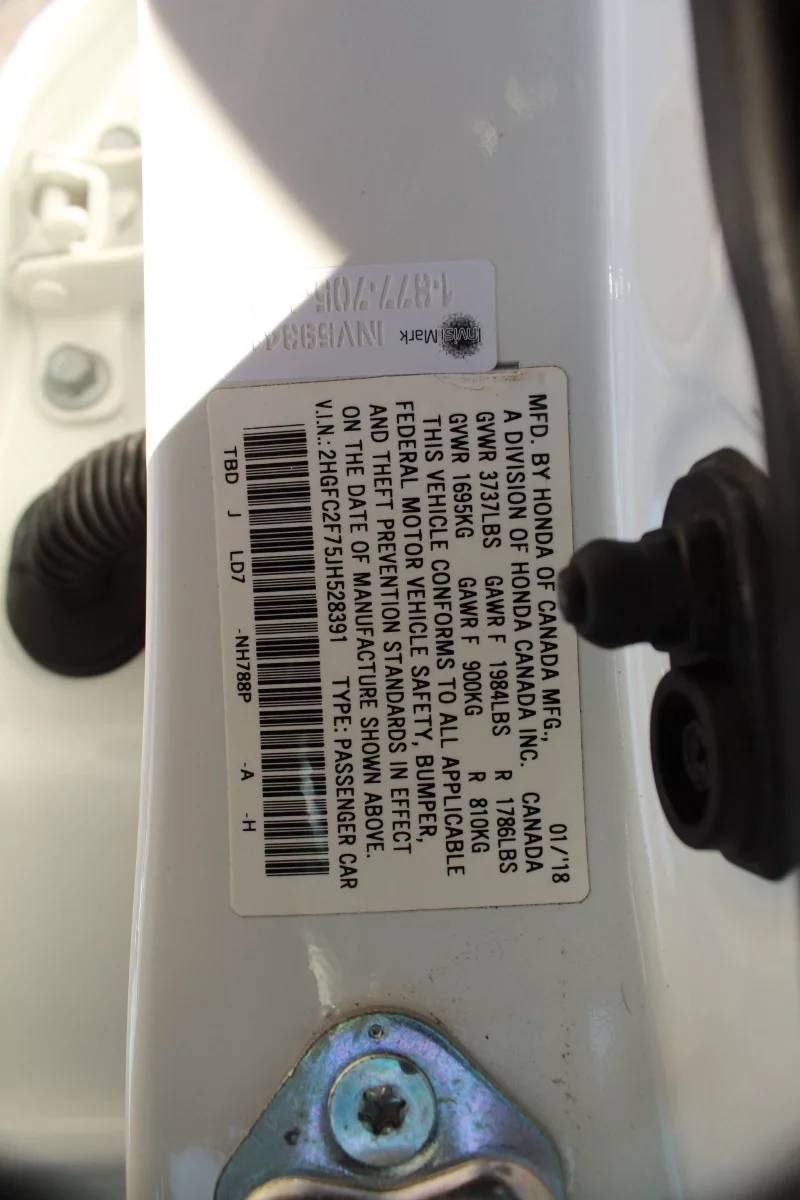 MFD. BY HONDA OF CANADA MFG., 01/'18
A DIVISION OF HONDA CANADA INC. CANADA
GVWR 3737LBS GAWR F 1984LBS R 1786LBS
GVWR 1695KG GAWR F 900KG R 810KG
THIS VEHICLE CONFORMS TO ALL APPLICABLE
FEDERAL MOTOR VEHICLE SAFETY, BUMPER,
AND THEFT PREVENTION STANDARDS IN EFFECT
ON THE DATE OF MANUFACTURE SHOWN ABOVE.
V.I.N.: 2HGFC2F75JH528391 TYPE: PASSENGER CAR
TBD J LD7 -NH788P -A -H
InvisiMark